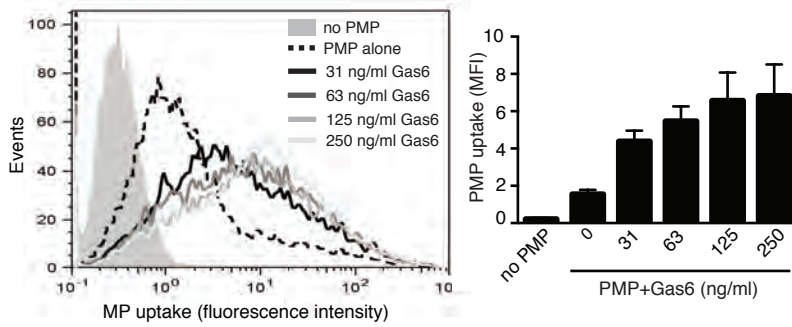 no PMP
PMP alone
31 ng/ml Gas6
63 ng/ml Gas6
125 ng/ml Gas6
250 ng/ml Gas6
Events
100
80
60
40
20
0
10⁻¹ 10⁰ 10¹ 10²
MP uptake (fluorescence intensity)
PMP uptake (MFI)
10
8
6
4
2
0
no PMP 0 31 63 125 250
PMP+Gas6 (ng/ml)